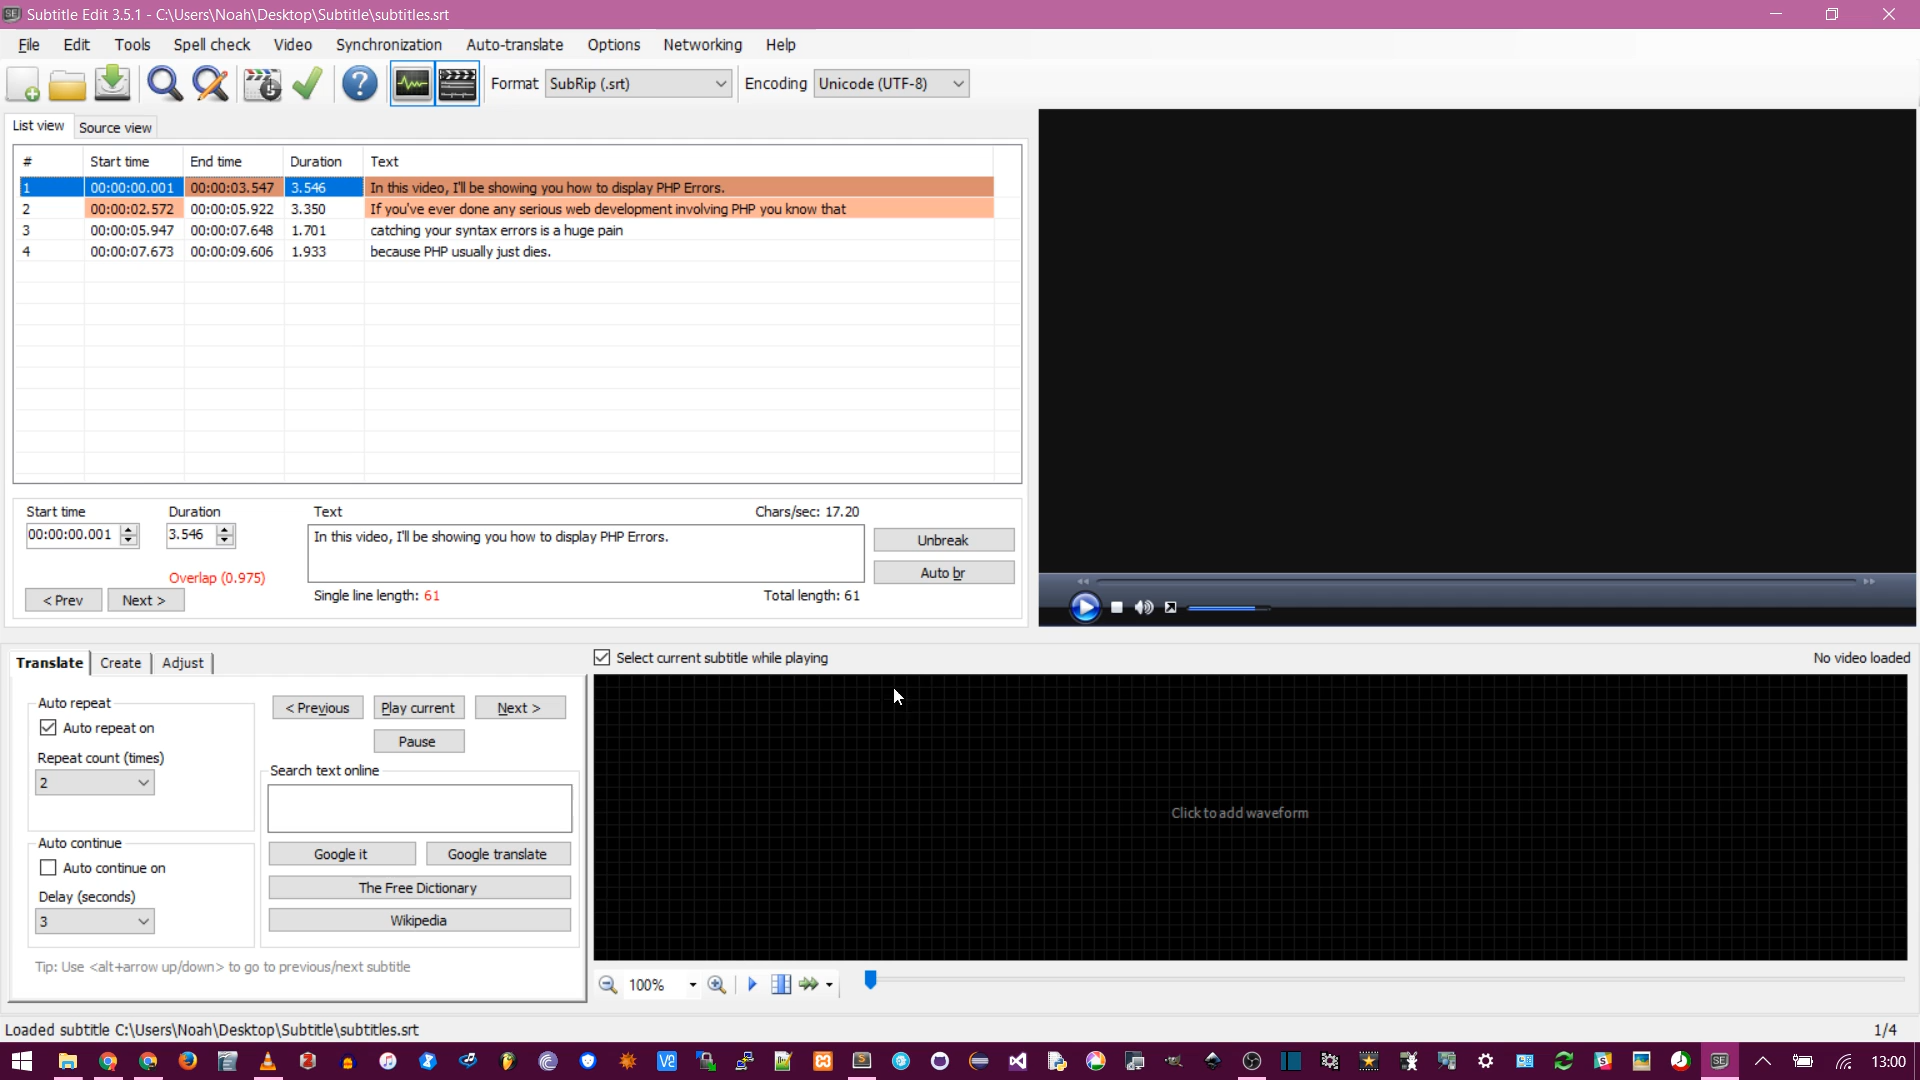 Subtitle Edit 3.5.1 - C:\Users\Noah\Desktop\Subtitle\subtitles.srt
File Edit Tools Spell check Video Synchronization Auto-translate Options Networking Help
Format SubRip (.srt) Encoding Unicode (UTF-8)
List view Source view
# Start time End time Duration Text
1 00:00:00.001 00:00:03.547 3.546 In this video, I'll be showing you how to display PHP Errors.
2 00:00:02.572 00:00:05.922 3.350 If you've ever done any serious web development involving PHP you know that
3 00:00:05.947 00:00:07.648 1.701 catching your syntax errors is a huge pain
4 00:00:07.673 00:00:09.606 1.933 because PHP usually just dies.
Start time Duration Text Chars/sec: 17.20
00:00:00.001 3.546 In this video, I'll be showing you how to display PHP Errors. Unbreak
Overlap (0.975) Auto br
< Prev Next > Single line length: 61 Total length: 61
Translate Create Adjust
Select current subtitle while playing No video loaded
Auto repeat
Auto repeat on
Repeat count (times)
2
< Previous Play current Next >
Pause
Search text online
Auto continue
Auto continue on
Delay (seconds)
3
Google it Google translate
The Free Dictionary
Wikipedia
Tip: Use <alt+arrow up/down> to go to previous/next subtitle
Click to add waveform
100%
Loaded subtitle C:\Users\Noah\Desktop\Subtitle\subtitles.srt 1/4
13:00